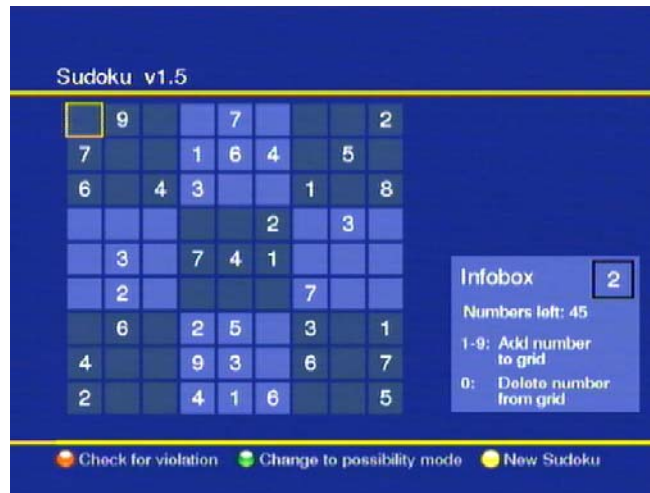 Sudoku v1.5
9 7 2
7 1 6 4 5
6 4 3 1 8
2 3
3 7 4 1
2 7
6 2 5 3 1
4 9 3 6 7
2 4 1 6 5
Infobox 2
Numbers left: 45
1-9: Add number
to grid
0: Delete number
from grid
Check for violation Change to possibility mode New Sudoku